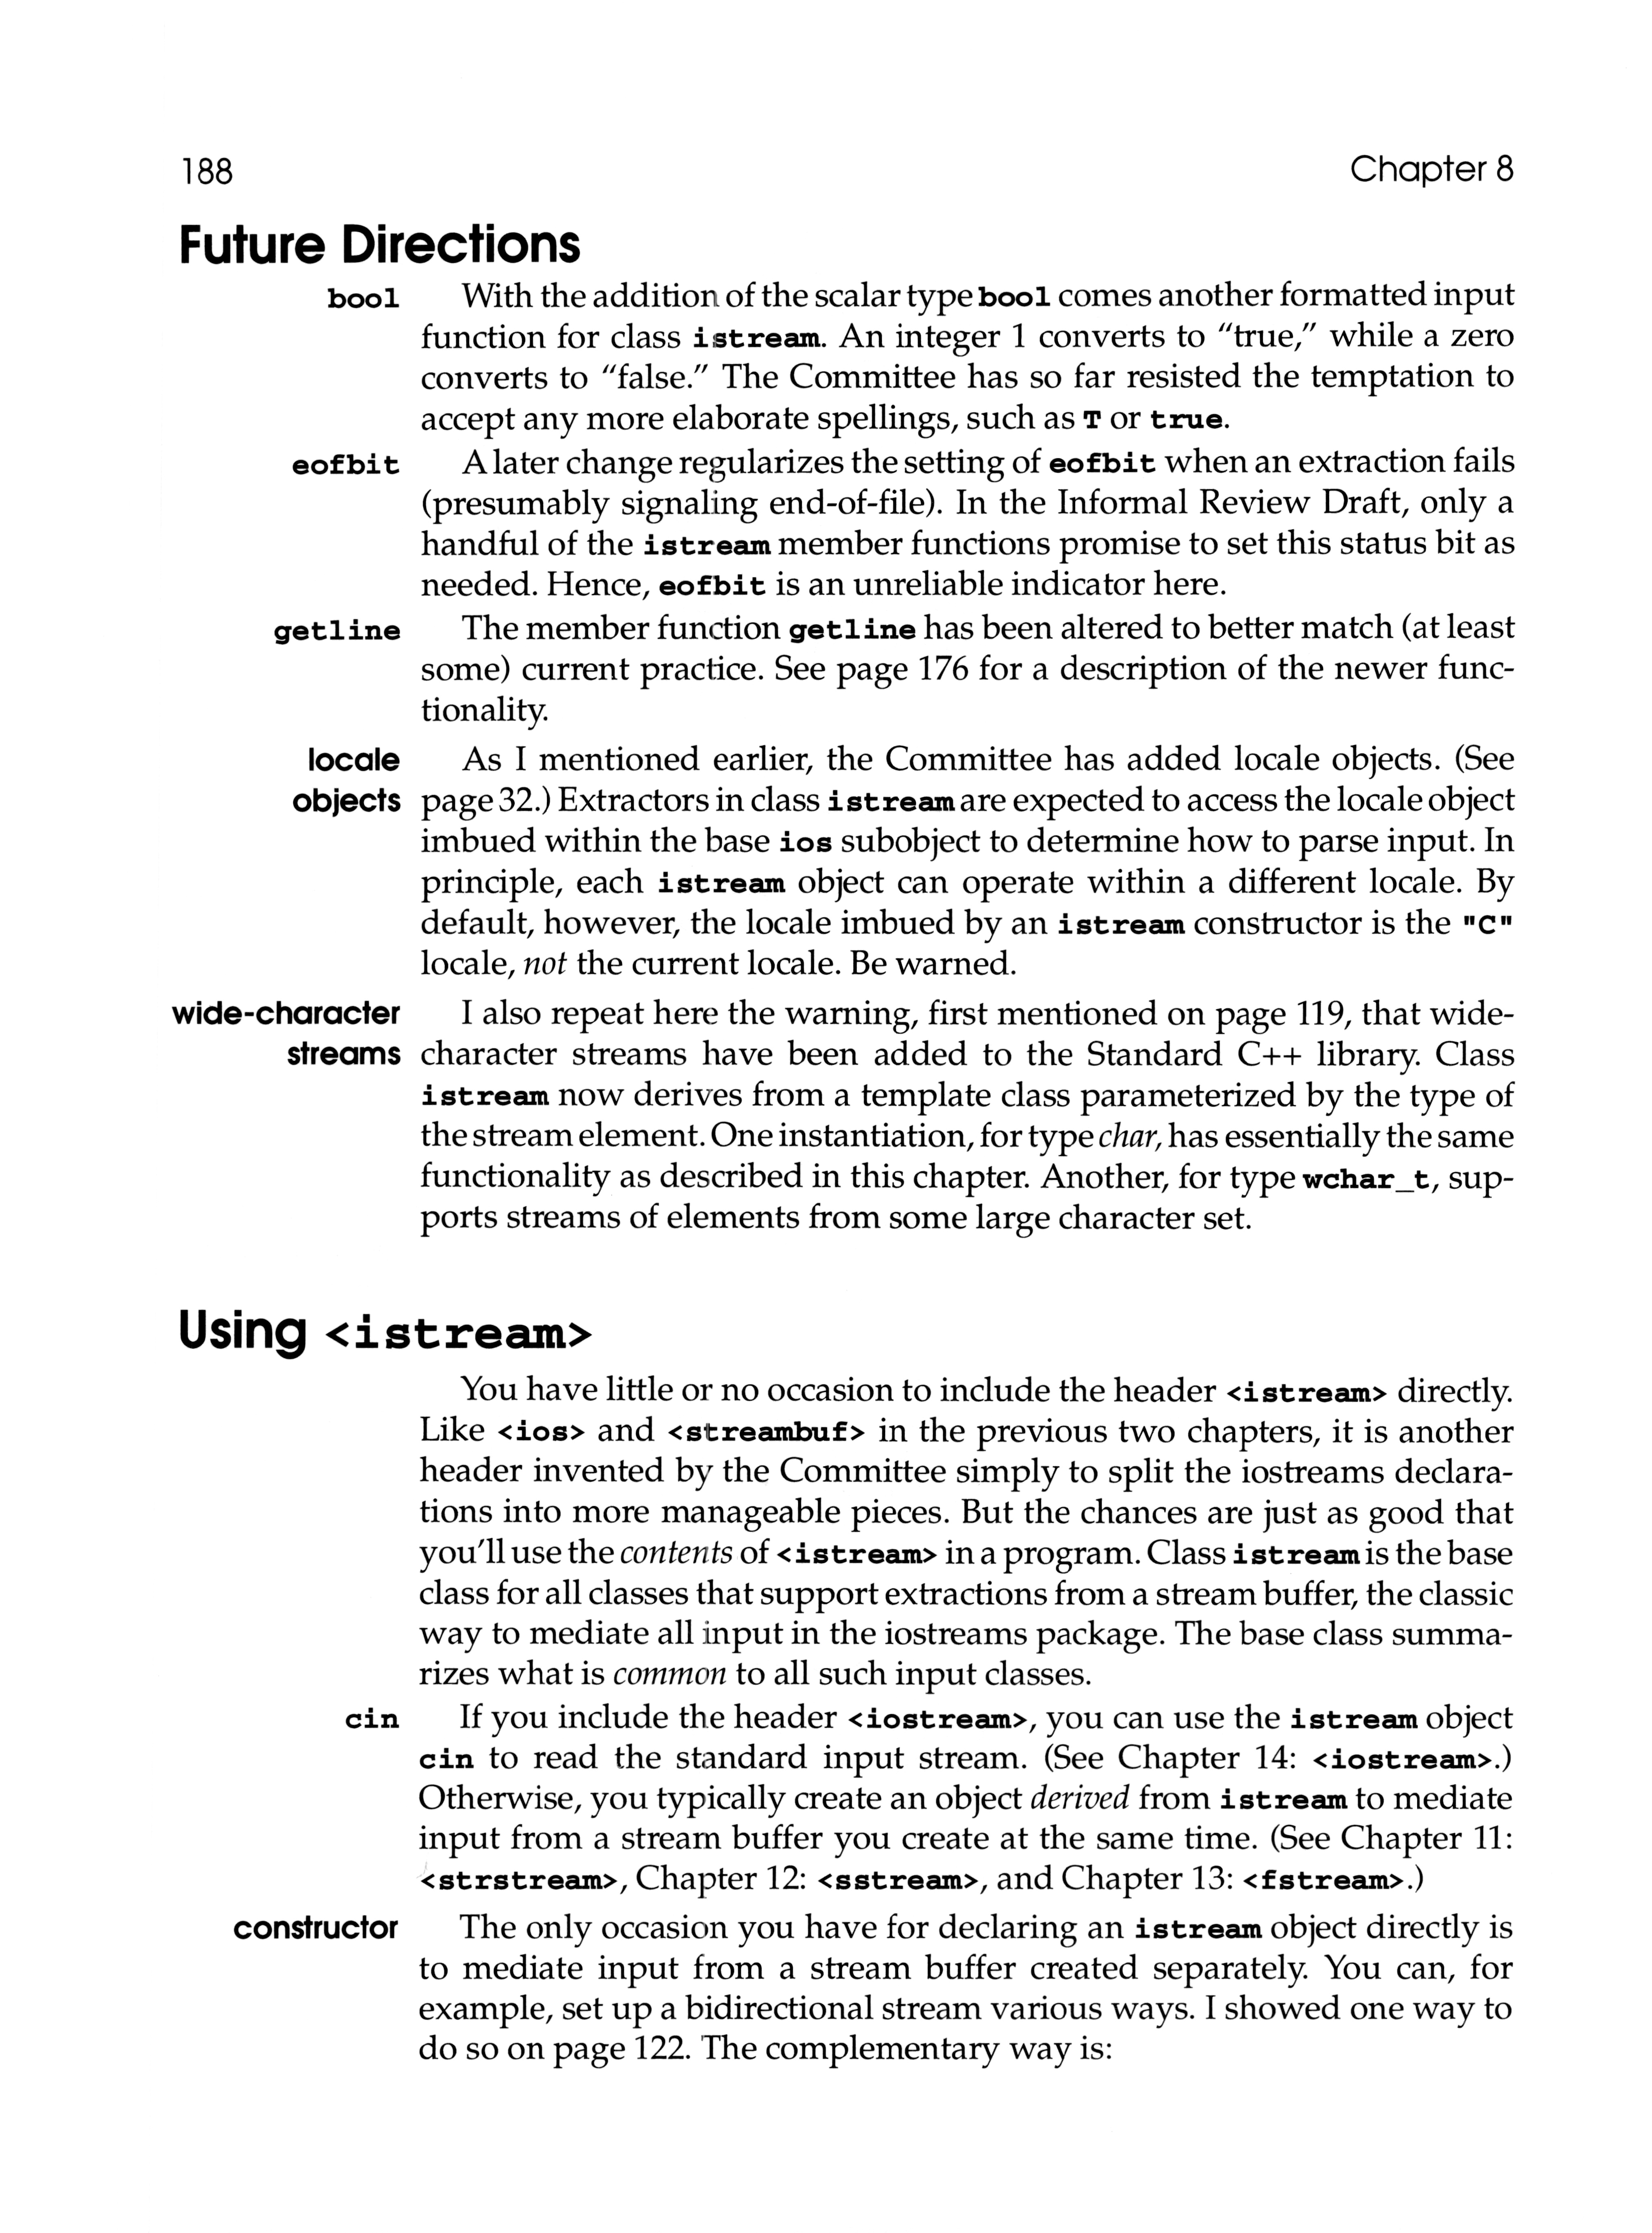 188 Chapter 8
Future Directions
bool With the addition of the scalar type bool comes another formatted input
function for class istream. An integer 1 converts to “true,” while a zero
converts to “false.” The Committee has so far resisted the temptation to
accept any more elaborate spellings, such as T or true.
eofbit A later change regularizes the setting of eofbit when an extraction fails
(presumably signaling end-of-file). In the Informal Review Draft, only a
handful of the istream member functions promise to set this status bit as
needed. Hence, eofbit is an unreliable indicator here.
getline The member function getline has been altered to better match (at least
some) current practice. See page 176 for a description of the newer func-
tionality.
locale As I mentioned earlier, the Committee has added locale objects. (See
objects page 32.) Extractors in class istream are expected to access the locale object
imbued within the base ios subobject to determine how to parse input. In
principle, each istream object can operate within a different locale. By
default, however, the locale imbued by an istream constructor is the "C"
locale, not the current locale. Be warned.
wide-character I also repeat here the warning, first mentioned on page 119, that wide-
streams character streams have been added to the Standard C++ library. Class
istream now derives from a template class parameterized by the type of
the stream element. One instantiation, for type char, has essentially the same
functionality as described in this chapter. Another, for type wchar_t, sup-
ports streams of elements from some large character set.
Using <istream>
You have little or no occasion to include the header <istream> directly.
Like <ios> and <streambuf> in the previous two chapters, it is another
header invented by the Committee simply to split the iostreams declara-
tions into more manageable pieces. But the chances are just as good that
you'll use the contents of <istream> in a program. Class istream is the base
class for all classes that support extractions from a stream buffer, the classic
way to mediate all input in the iostreams package. The base class summa-
rizes what is common to all such input classes.
cin If you include the header <iostream>, you can use the istream object
cin to read the standard input stream. (See Chapter 14: <iostream>.)
Otherwise, you typically create an object derived from istream to mediate
input from a stream buffer you create at the same time. (See Chapter 11:
<strstream>, Chapter 12: <sstream>, and Chapter 13: <fstream>.)
constructor The only occasion you have for declaring an istream object directly is
to mediate input from a stream buffer created separately. You can, for
example, set up a bidirectional stream various ways. I showed one way to
do so on page 122. The complementary way is: